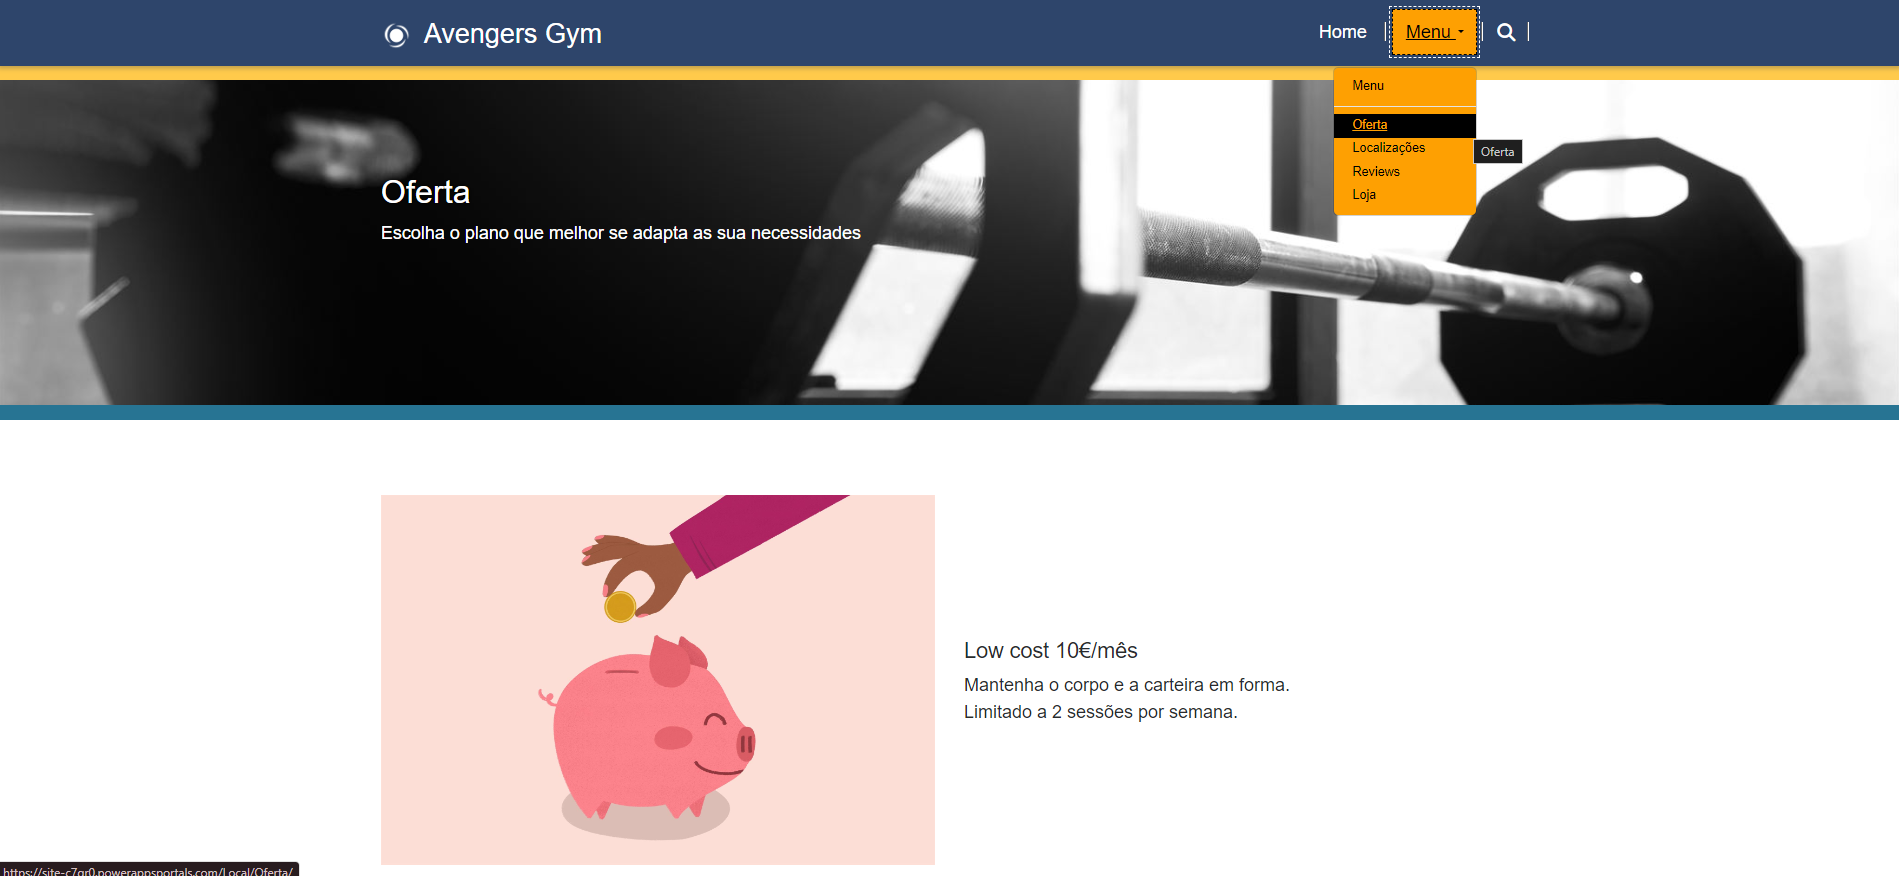 Avengers Gym
Home
Menu
Menu
Oferta
Localizações
Reviews
Loja
Oferta
Oferta
Escolha o plano que melhor se adapta as sua necessidades
Low cost 10€/mês
Mantenha o corpo e a carteira em forma.
Limitado a 2 sessões por semana.
https://site-c7qr0.powerappsportals.com/Local/Oferta/